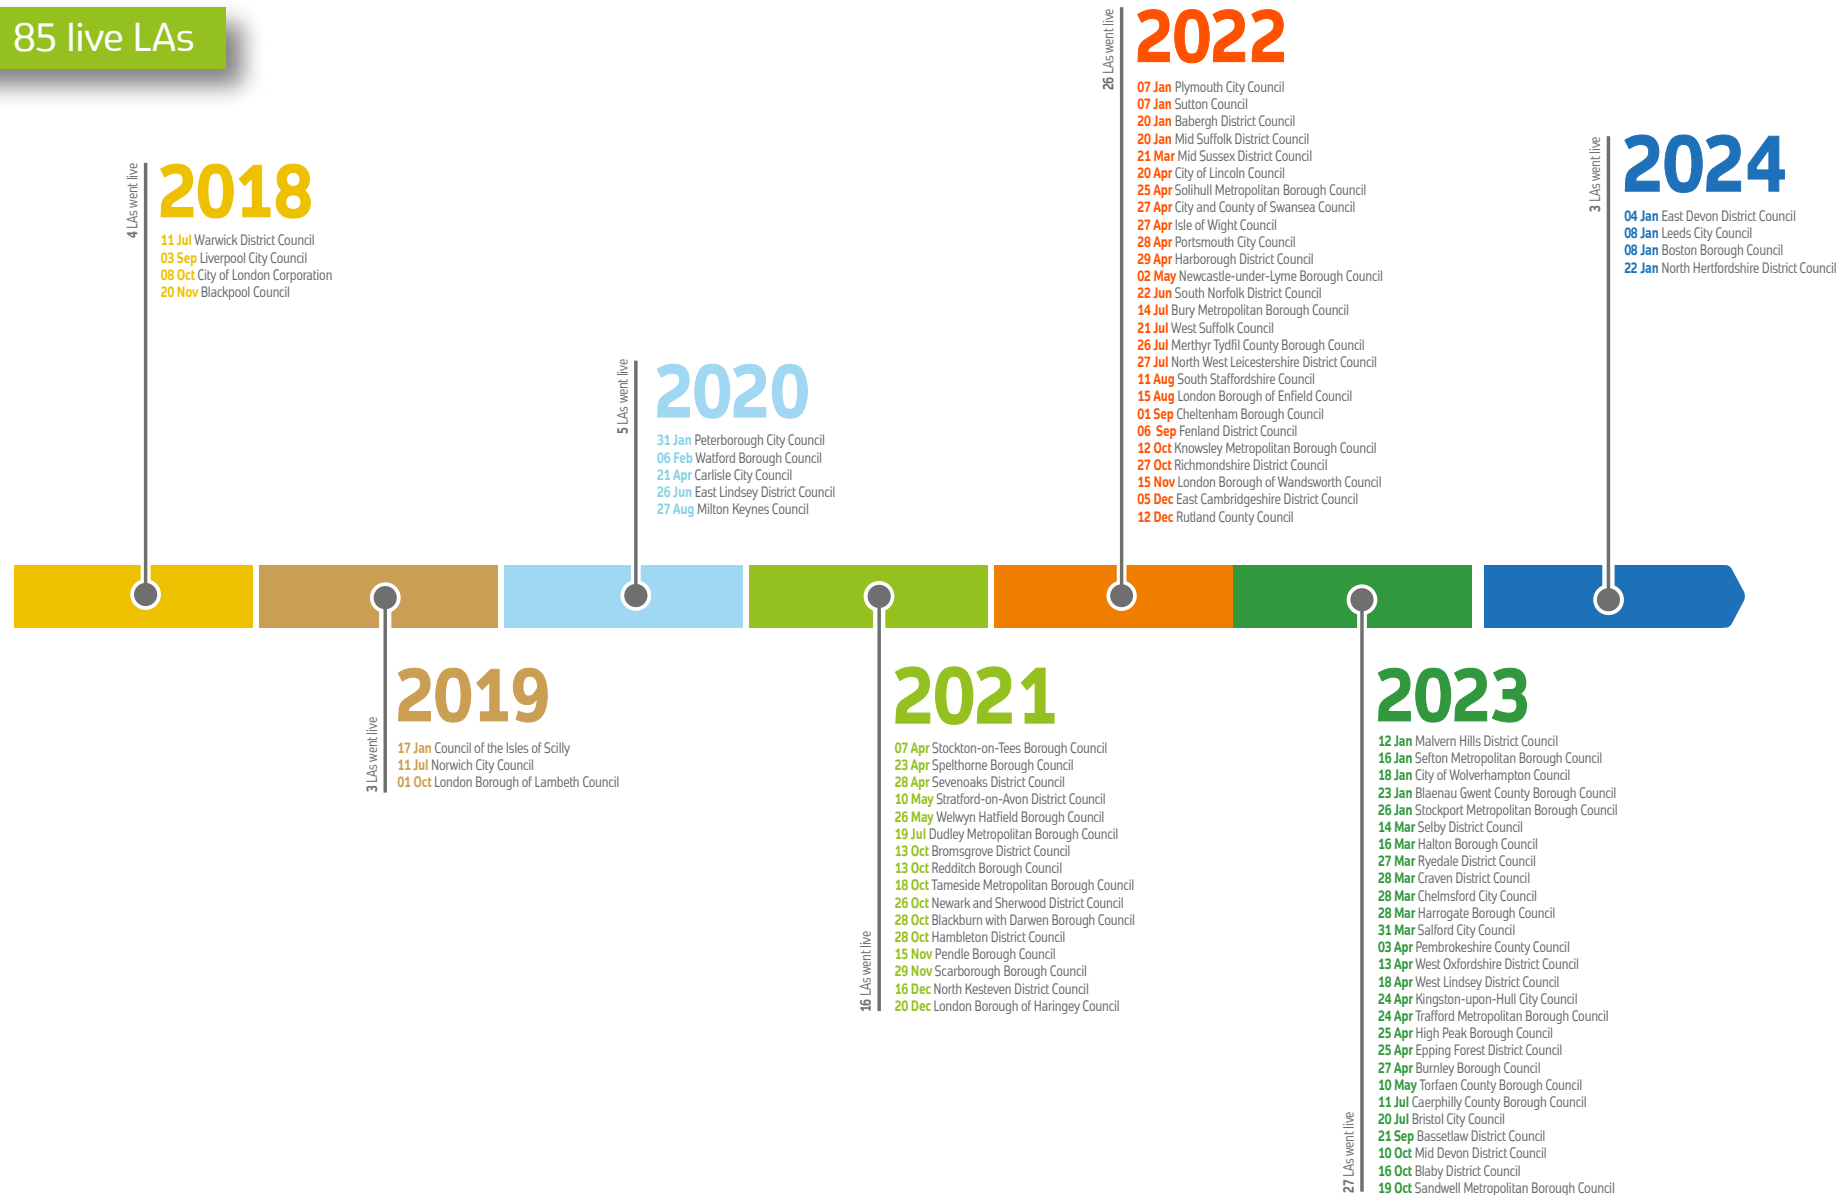 85 live LAs
4 LAs went live
2018
11 Jul Warwick District Council
03 Sep Liverpool City Council
08 Oct City of London Corporation
20 Nov Blackpool Council
3 LAs went live
2019
17 Jan Council of the Isles of Scilly
11 Jul Norwich City Council
01 Oct London Borough of Lambeth Council
5 LAs went live
2020
31 Jan Peterborough City Council
06 Feb Watford Borough Council
21 Apr Carlisle City Council
26 Jun East Lindsey District Council
27 Aug Milton Keynes Council
16 LAs went live
2021
07 Apr Stockton-on-Tees Borough Council
23 Apr Spelthorne Borough Council
28 Apr Sevenoaks District Council
10 May Stratford-on-Avon District Council
26 May Welwyn Hatfield Borough Council
19 Jul Dudley Metropolitan Borough Council
13 Oct Bromsgrove District Council
13 Oct Redditch Borough Council
18 Oct Tameside Metropolitan Borough Council
26 Oct Newark and Sherwood District Council
28 Oct Blackburn with Darwen Borough Council
28 Oct Hambleton District Council
15 Nov Pendle Borough Council
29 Nov Scarborough Borough Council
16 Dec North Kesteven District Council
20 Dec London Borough of Haringey Council
26 LAs went live
2022
07 Jan Plymouth City Council
07 Jan Sutton Council
20 Jan Babergh District Council
20 Jan Mid Suffolk District Council
21 Mar Mid Sussex District Council
20 Apr City of Lincoln Council
25 Apr Solihull Metropolitan Borough Council
27 Apr City and County of Swansea Council
27 Apr Isle of Wight Council
28 Apr Portsmouth City Council
29 Apr Harborough District Council
02 May Newcastle-under-Lyme Borough Council
22 Jun South Norfolk District Council
14 Jul Bury Metropolitan Borough Council
21 Jul West Suffolk Council
26 Jul Merthyr Tydfil County Borough Council
27 Jul North West Leicestershire District Council
11 Aug South Staffordshire Council
15 Aug London Borough of Enfield Council
01 Sep Cheltenham Borough Council
06 Sep Fenland District Council
12 Oct Knowsley Metropolitan Borough Council
27 Oct Richmondshire District Council
15 Nov London Borough of Wandsworth Council
05 Dec East Cambridgeshire District Council
12 Dec Rutland County Council
27 LAs went live
2023
12 Jan Malvern Hills District Council
16 Jan Sefton Metropolitan Borough Council
18 Jan City of Wolverhampton Council
23 Jan Blaenau Gwent County Borough Council
26 Jan Stockport Metropolitan Borough Council
14 Mar Selby District Council
16 Mar Halton Borough Council
27 Mar Ryedale District Council
28 Mar Craven District Council
28 Mar Chelmsford City Council
28 Mar Harrogate Borough Council
31 Mar Salford City Council
03 Apr Pembrokeshire County Council
13 Apr West Oxfordshire District Council
18 Apr West Lindsey District Council
24 Apr Kingston-upon-Hull City Council
24 Apr Trafford Metropolitan Borough Council
25 Apr High Peak Borough Council
25 Apr Epping Forest District Council
27 Apr Burnley Borough Council
10 May Torfaen County Borough Council
11 Jul Caerphilly County Borough Council
20 Jul Bristol City Council
21 Sep Bassetlaw District Council
10 Oct Mid Devon District Council
16 Oct Blaby District Council
19 Oct Sandwell Metropolitan Borough Council
3 LAs went live
2024
04 Jan East Devon District Council
08 Jan Leeds City Council
08 Jan Boston Borough Council
22 Jan North Hertfordshire District Council